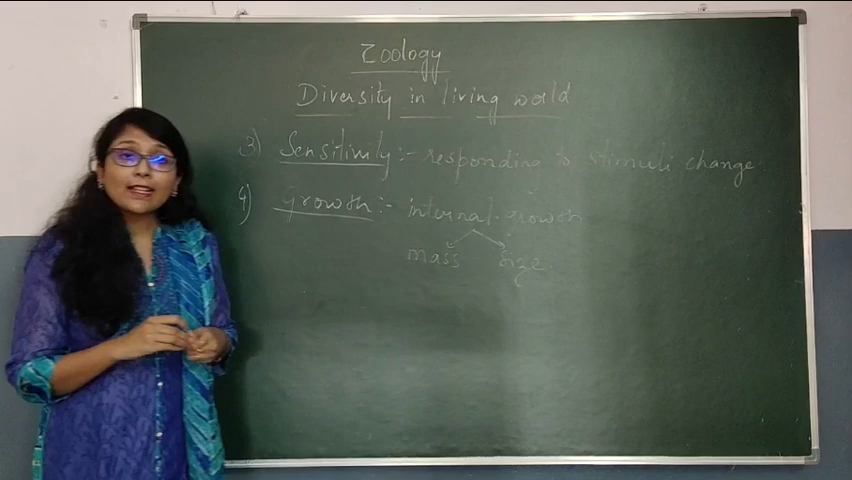 Zoology
Diversity in living world
3) Sensitivity :- responding to stimuli change
4) Growth :- internal growth
mass size